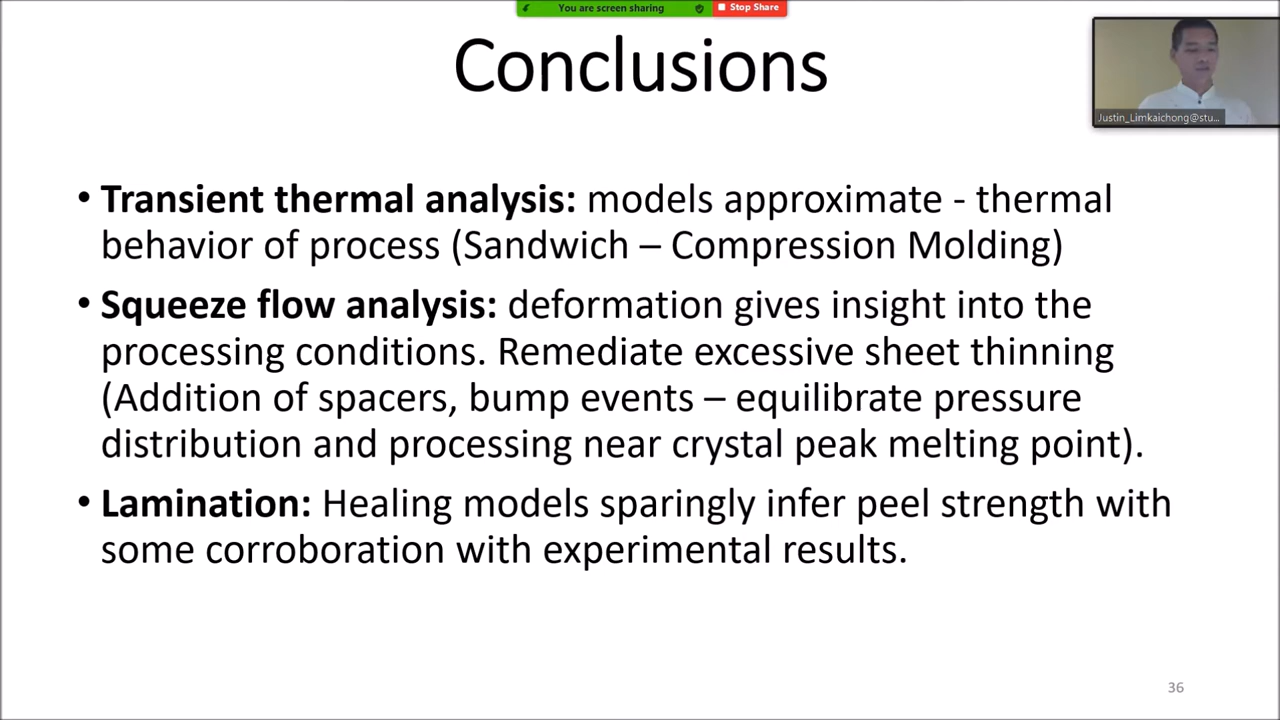 You are screen sharing
Stop Share
Conclusions
Justin_Limkaichong@stu...
• Transient thermal analysis: models approximate - thermal
behavior of process (Sandwich – Compression Molding)
• Squeeze flow analysis: deformation gives insight into the
processing conditions. Remediate excessive sheet thinning
(Addition of spacers, bump events – equilibrate pressure
distribution and processing near crystal peak melting point).
• Lamination: Healing models sparingly infer peel strength with
some corroboration with experimental results.
36